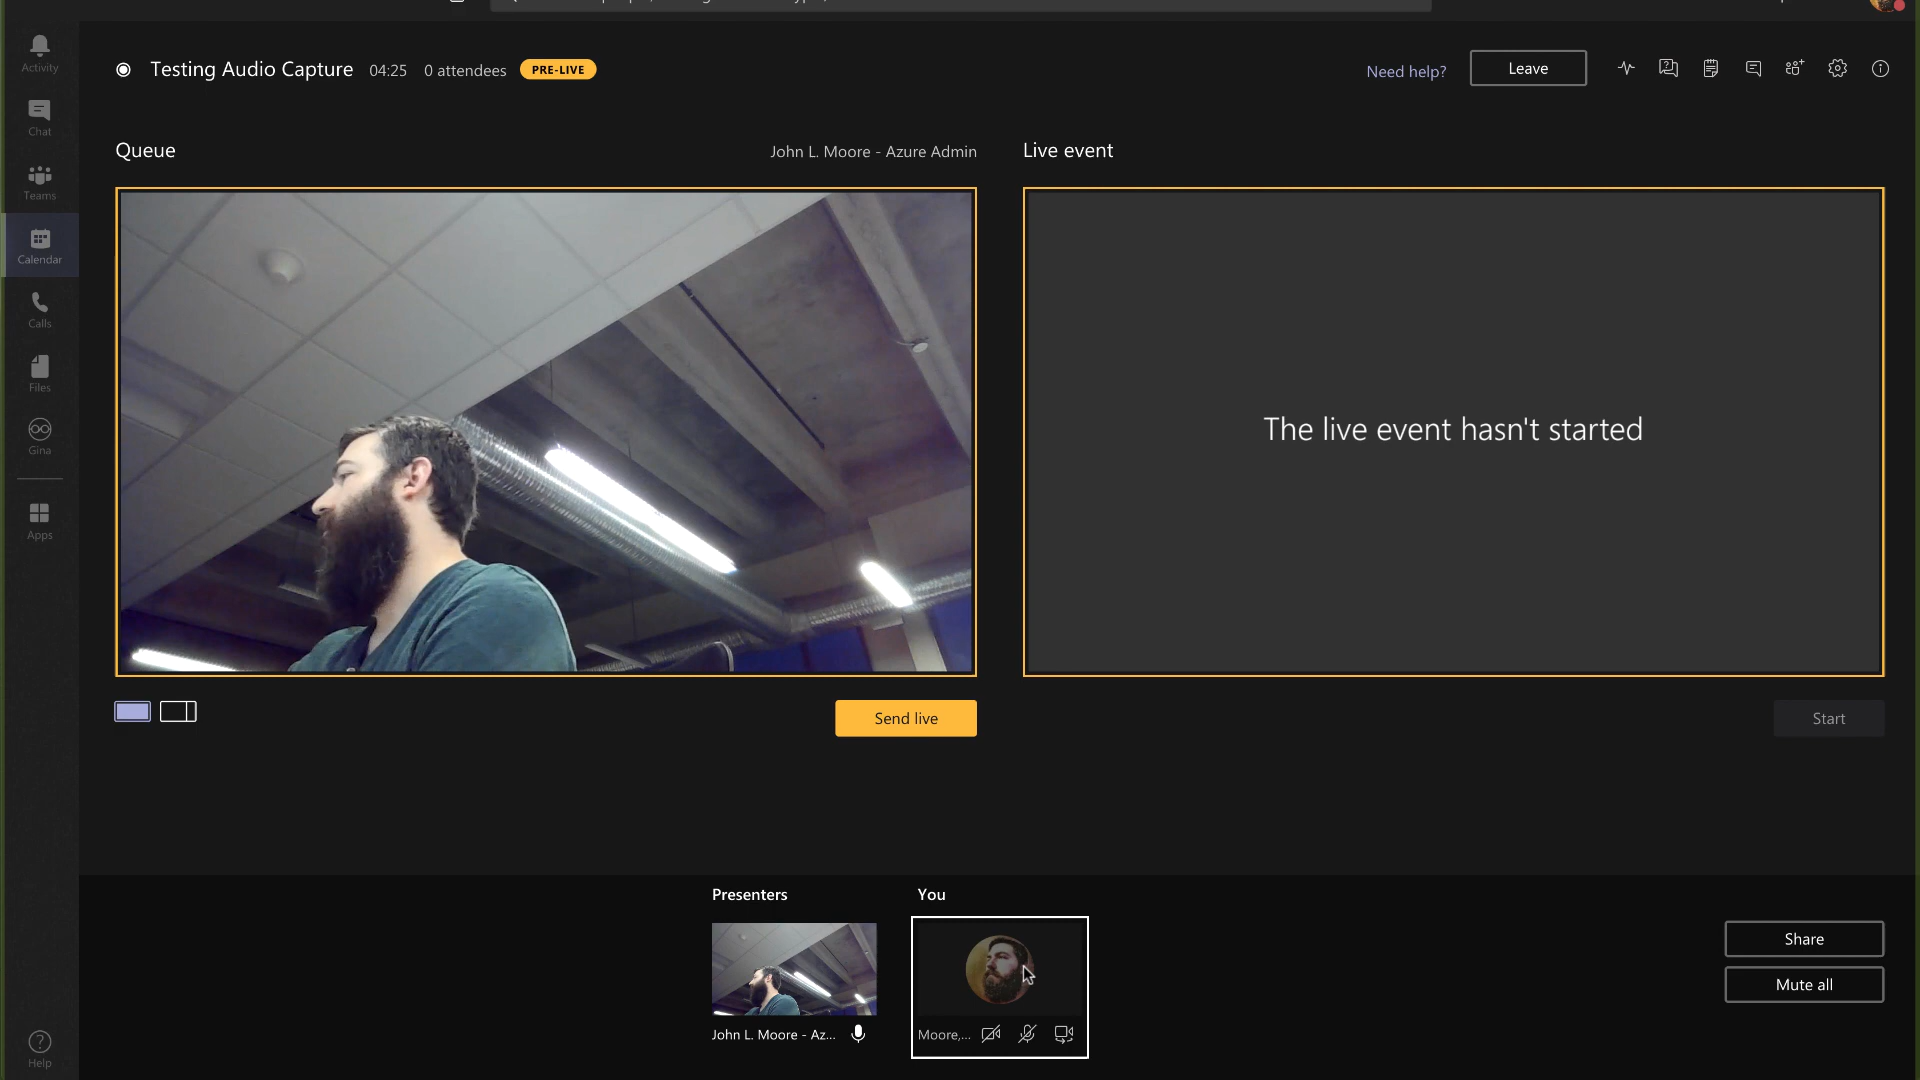 Activity
Chat
Teams
Calendar
Calls
Files
Gina
Apps
Help
Testing Audio Capture 04:25 0 attendees PRE-LIVE
Need help? Leave
Queue John L. Moore - Azure Admin
Live event
The live event hasn't started
Send live
Start
Presenters
You
John L. Moore - Az...
Moore,...
Share
Mute all